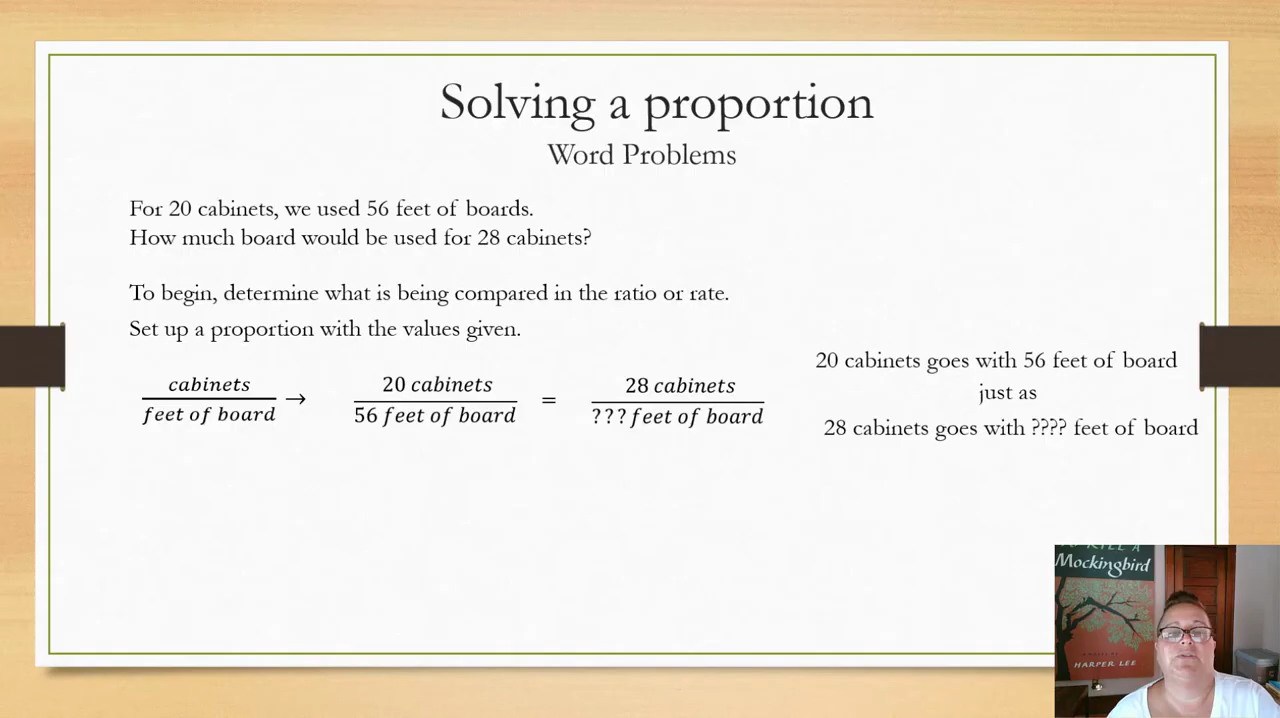 Solving a proportion
Word Problems
For 20 cabinets, we used 56 feet of boards.
How much board would be used for 28 cabinets?
To begin, determine what is being compared in the ratio or rate.
Set up a proportion with the values given.
cabinets
feet of board
→
20 cabinets
56 feet of board
=
28 cabinets
??? feet of board
20 cabinets goes with 56 feet of board
just as
28 cabinets goes with ???? feet of board
Mockingbird
HARPER LEE